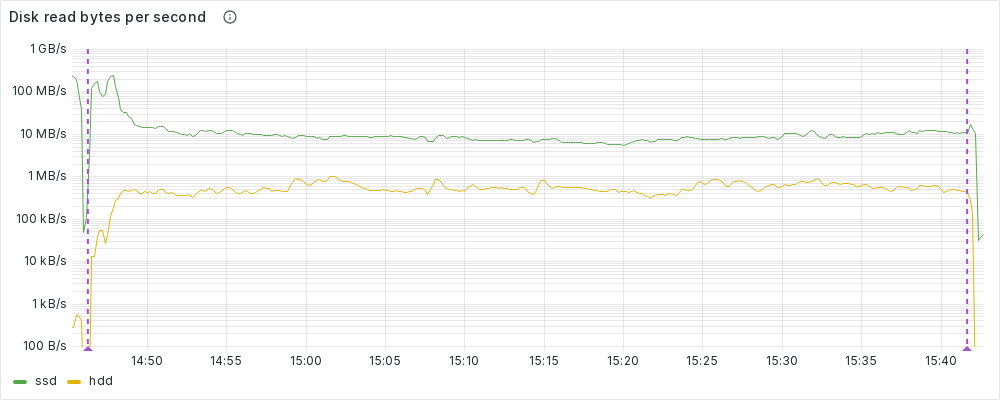 Disk read bytes per second
1 GB/s
100 MB/s
10 MB/s
1 MB/s
100 kB/s
10 kB/s
1 kB/s
100 B/s
14:50 14:55 15:00 15:05 15:10 15:15 15:20 15:25 15:30 15:35 15:40
ssd hdd